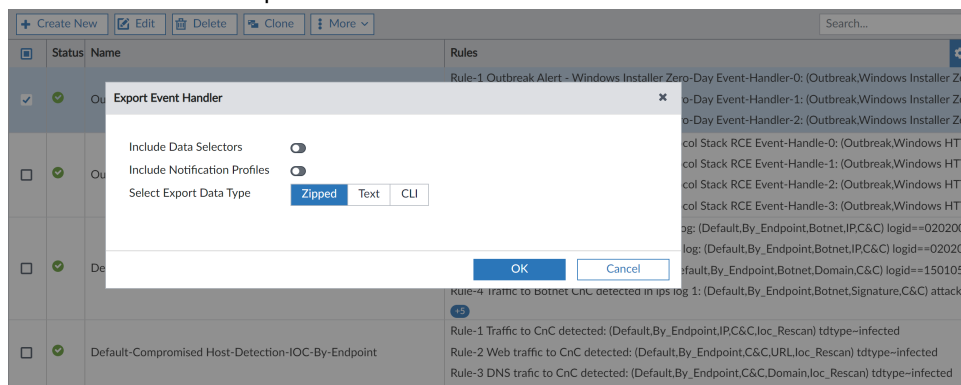 Create New Edit Delete Clone More Search...
Status Name Rules
Rule-1 Outbreak Alert - Windows Installer Zero-Day Event-Handler-0: (Outbreak,Windows Installer
Ou
ro-Day Event-Handler-1: (Outbreak,Windows Installer
ro-Day Event-Handler-2: (Outbreak,Windows Installer
Export Event Handler
Include Data Selectors
Include Notification Profiles
Select Export Data Type Zipped Text CLI
OK Cancel
col Stack RCE Event-Handle-0: (Outbreak,Windows
Ou
col Stack RCE Event-Handle-1: (Outbreak,Windows
col Stack RCE Event-Handle-2: (Outbreak,Windows
col Stack RCE Event-Handle-3: (Outbreak,Windows
og: (Default,By_Endpoint,Botnet,IP,C&C) logid==020200
log: (Default,By_Endpoint,Botnet,IP,C&C) logid==02020
De
efault,By_Endpoint,Botnet,Domain,C&C) logid==150105
Rule-4 Traffic to Botnet CnC detected in ips log 1: (Default,By_Endpoint,Botnet,Signature,C&C) attack
+5
Rule-1 Traffic to CnC detected: (Default,By_Endpoint,IP,C&C,Ioc_Rescan) tdtype~infected
Default-Compromised Host-Detection-IOC-By-Endpoint
Rule-2 Web traffic to CnC detected: (Default,By_Endpoint,C&C,URL,Ioc_Rescan) tdtype~infected
Rule-3 DNS trafic to CnC detected: (Default,By_Endpoint,C&C,Domain,Ioc_Rescan) tdtype~infected